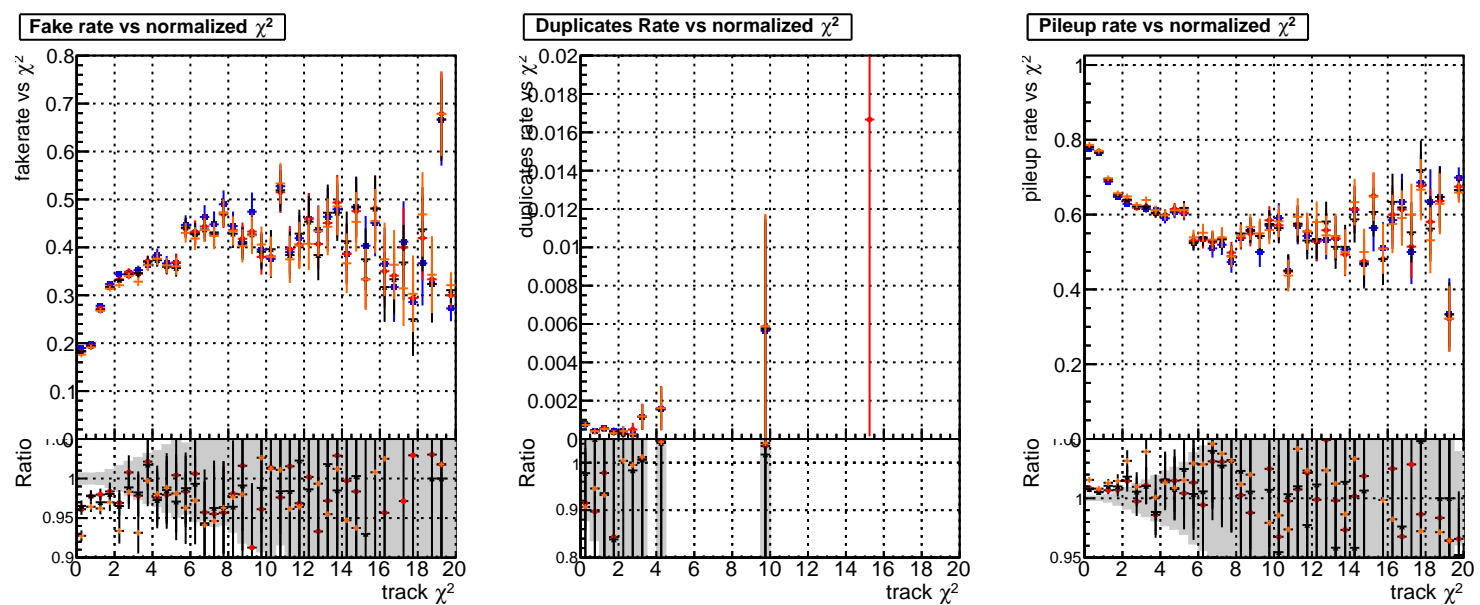 Fake rate vs normalized χ²
fakerate vs χ²
0.8
0.7
0.6
0.5
0.4
0.3
0.2
0.1
Ratio
1
0.95
0.9
0 2 4 6 8 10 12 14 16 18 20
track χ²
Duplicates Rate vs normalized χ²
duplicates rate vs χ²
0.02
0.018
0.016
0.014
0.012
0.01
0.008
0.006
0.004
0.002
0
Ratio
1
0.9
0.8
0 2 4 6 8 10 12 14 16 18 20
track χ²
Pileup rate vs normalized χ²
pileup rate vs χ²
1
0.8
0.6
0.4
0.2
0
Ratio
1
0.95
0 2 4 6 8 10 12 14 16 18 20
track χ²